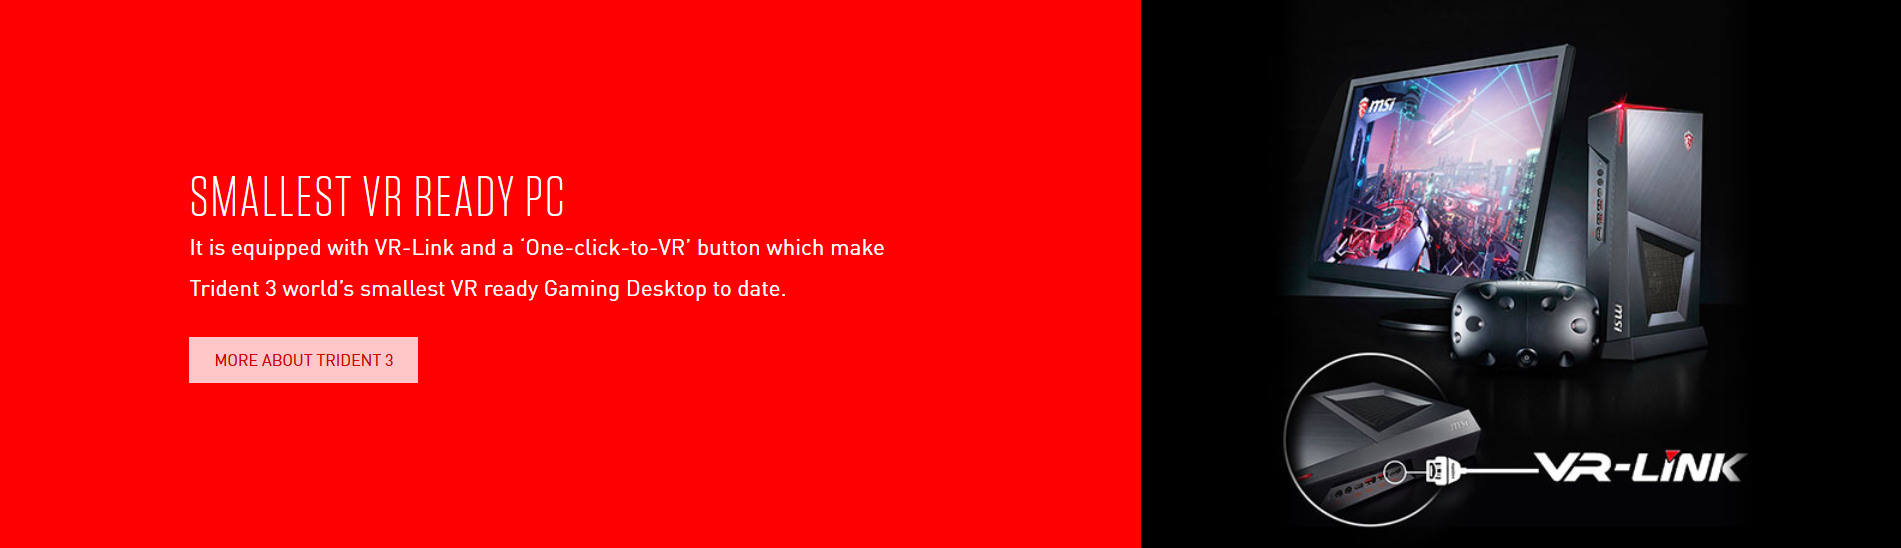 SMALLEST VR READY PC
It is equipped with VR-Link and a ‘One-click-to-VR’ button which make
Trident 3 world’s smallest VR ready Gaming Desktop to date.
MORE ABOUT TRIDENT 3
msi
msi
msi
VR-LiNK